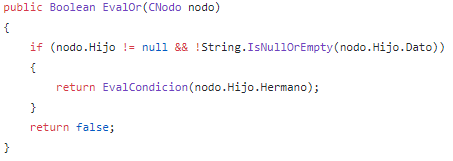 public Boolean EvalOr(CNodo nodo)
{
    if (nodo.Hijo != null && !String.IsNullOrEmpty(nodo.Hijo.Dato))
    {
        return EvalCondicion(nodo.Hijo.Hermano);
    }
    return false;
}